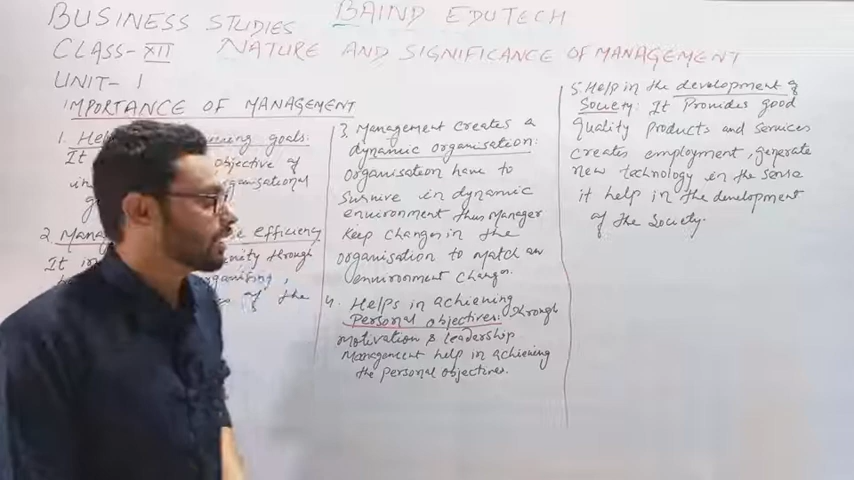 BUSINESS STUDIES BAIND EDUTECH
CLASS-XII NATURE AND SIGNIFICANCE OF MANAGEMENT
UNIT- 1
IMPORTANCE OF MANAGEMENT
1. Help goals:
It objective of
organisational
2. Mana efficiency
It in through
organising,
of the
3. Management creates a
dynamic organisation:
Organisation have to
Survive in dynamic
environment thus Manager
Keep changes in the
organisation to match an
environment changes.
4. Helps in achieving
Personal objectives: through
motivation & leadership
Management help in achieving
the personal objectives.
5. Help in the development of
Society: It Provides good
quality products and services
creates employment, generate
new technology in the sense
it help in the development
of the Society.